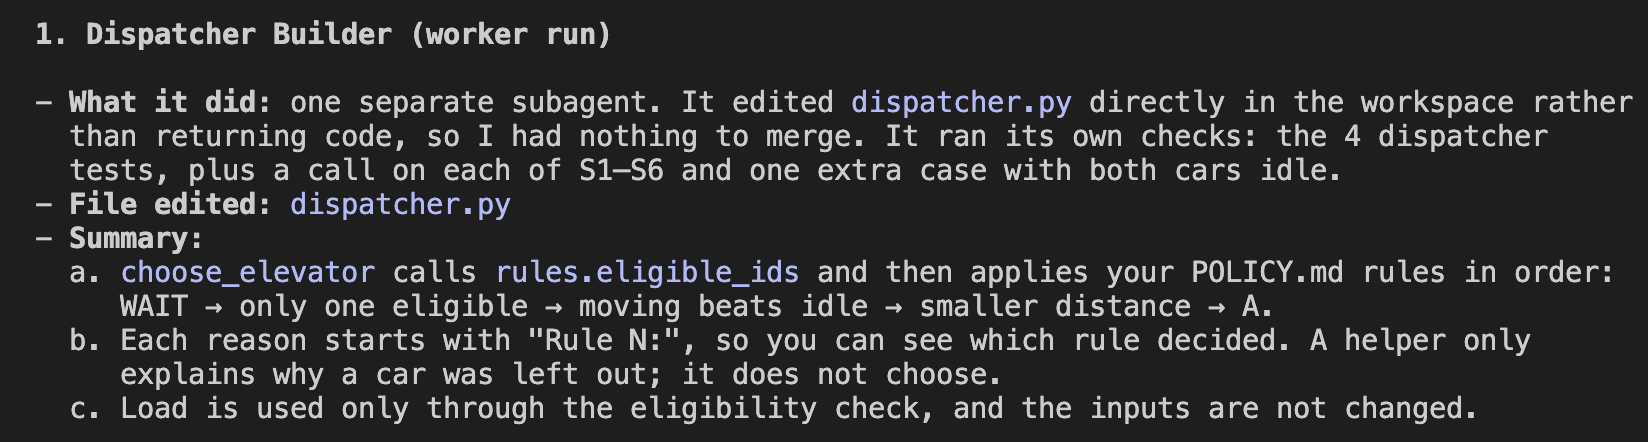 1. Dispatcher Builder (worker run)
– What it did: one separate subagent. It edited dispatcher.py directly in the workspace rather
than returning code, so I had nothing to merge. It ran its own checks: the 4 dispatcher
tests, plus a call on each of S1–S6 and one extra case with both cars idle.
– File edited: dispatcher.py
– Summary:
a. choose_elevator calls rules.eligible_ids and then applies your POLICY.md rules in order:
WAIT → only one eligible → moving beats idle → smaller distance → A.
b. Each reason starts with "Rule N:", so you can see which rule decided. A helper only
explains why a car was left out; it does not choose.
c. Load is used only through the eligibility check, and the inputs are not changed.